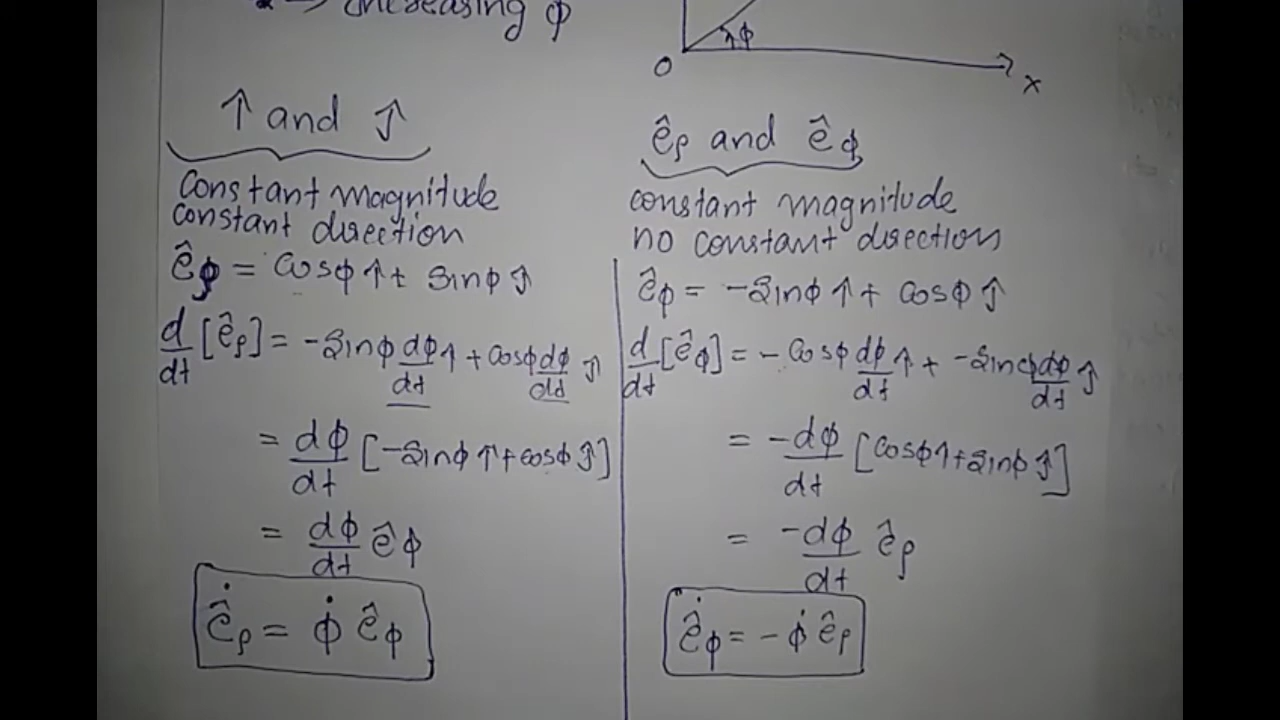 → increasing ϕ
ϕ
O
x
î and ĵ
constant magnitude
constant direction
ê_ρ = cosϕ î + sinϕ ĵ
d/dt [ê_ρ] = -sinϕ dϕ/dt î + cosϕ dϕ/dt ĵ
= dϕ/dt [-sinϕ î + cosϕ ĵ]
= dϕ/dt ê_ϕ
ė̂_ρ = ϕ̇ ê_ϕ
ê_ρ and ê_ϕ
constant magnitude
no constant direction
ê_ϕ = -sinϕ î + cosϕ ĵ
d/dt [ê_ϕ] = -cosϕ dϕ/dt î + -sinϕ dϕ/dt ĵ
= -dϕ/dt [cosϕ î + sinϕ ĵ]
= -dϕ/dt ê_ρ
ė̂_ϕ = -ϕ̇ ê_ρ